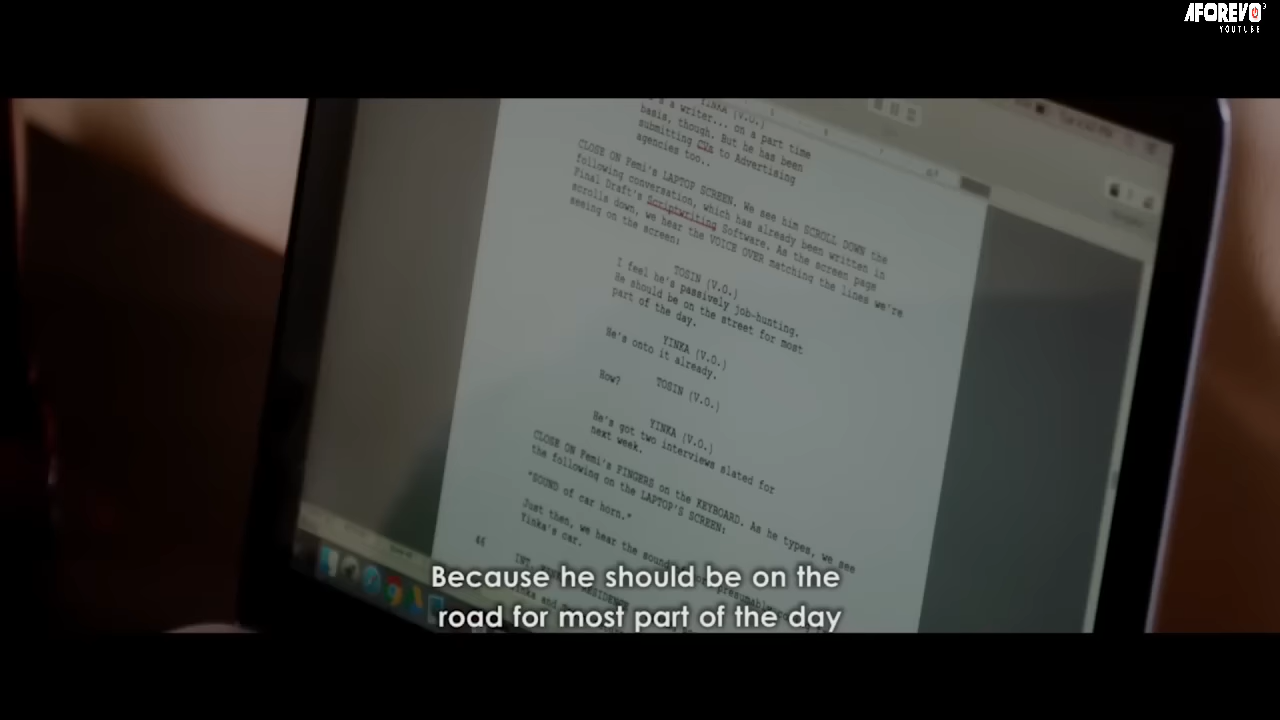 AFOREVO
YOUTUBE
YINKA (V.O.)
he's a writer... on a part time
basis, though. But he has been
submitting CVs to Advertising
agencies too..
CLOSE ON Femi's LAPTOP SCREEN. We see him SCROLL DOWN the
following conversation, which has already been written in
Final Draft's Scriptwriting Software. As the screen page
scrolls down, we hear the VOICE OVER matching the lines we're
seeing on the screen:
TOSIN (V.O.)
I feel he's passively job-hunting.
He should be on the street for most
part of the day.
YINKA (V.O.)
He's onto it already.
TOSIN (V.O.)
How?
YINKA (V.O.)
He's got two interviews slated for
next week.
CLOSE ON Femi's FINGERS on the KEYBOARD. As he types, we see
the following on the LAPTOP'S SCREEN:
"SOUND of car horn."
Just then, we hear the sound
Yinka's car.
Because he should be on the
road for most part of the day